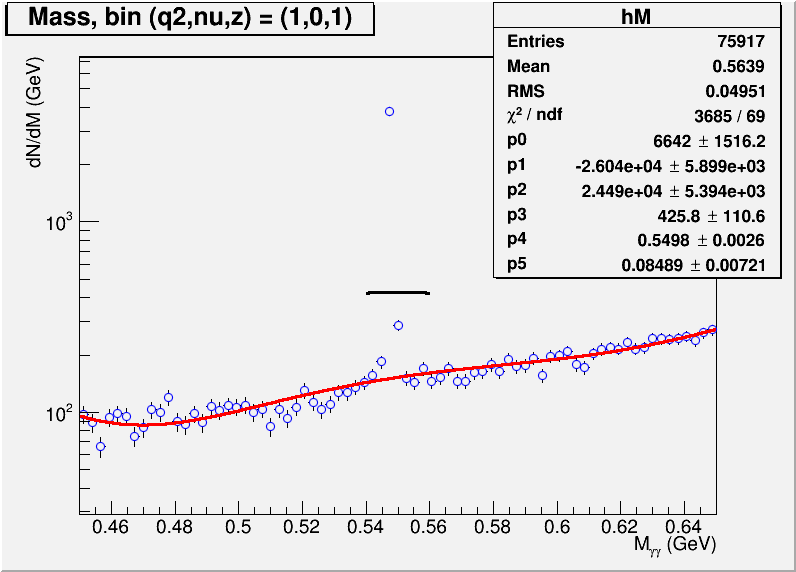 Mass, bin (q2,nu,z) = (1,0,1)
hM
Entries 75917
Mean 0.5639
RMS 0.04951
χ² / ndf 3685 / 69
p0 6642 ± 1516.2
p1 -2.604e+04 ± 5.899e+03
p2 2.449e+04 ± 5.394e+03
p3 425.8 ± 110.6
p4 0.5498 ± 0.0026
p5 0.08489 ± 0.00721
dN/dM (GeV)
10³
10²
0.46 0.48 0.5 0.52 0.54 0.56 0.58 0.6 0.62 0.64
Mγγ (GeV)